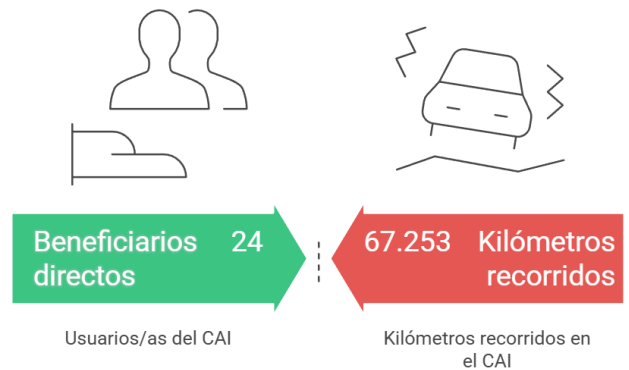 Beneficiarios 24
directos
67.253 Kilómetros
recorridos
Usuarios/as del CAI
Kilómetros recorridos en
el CAI